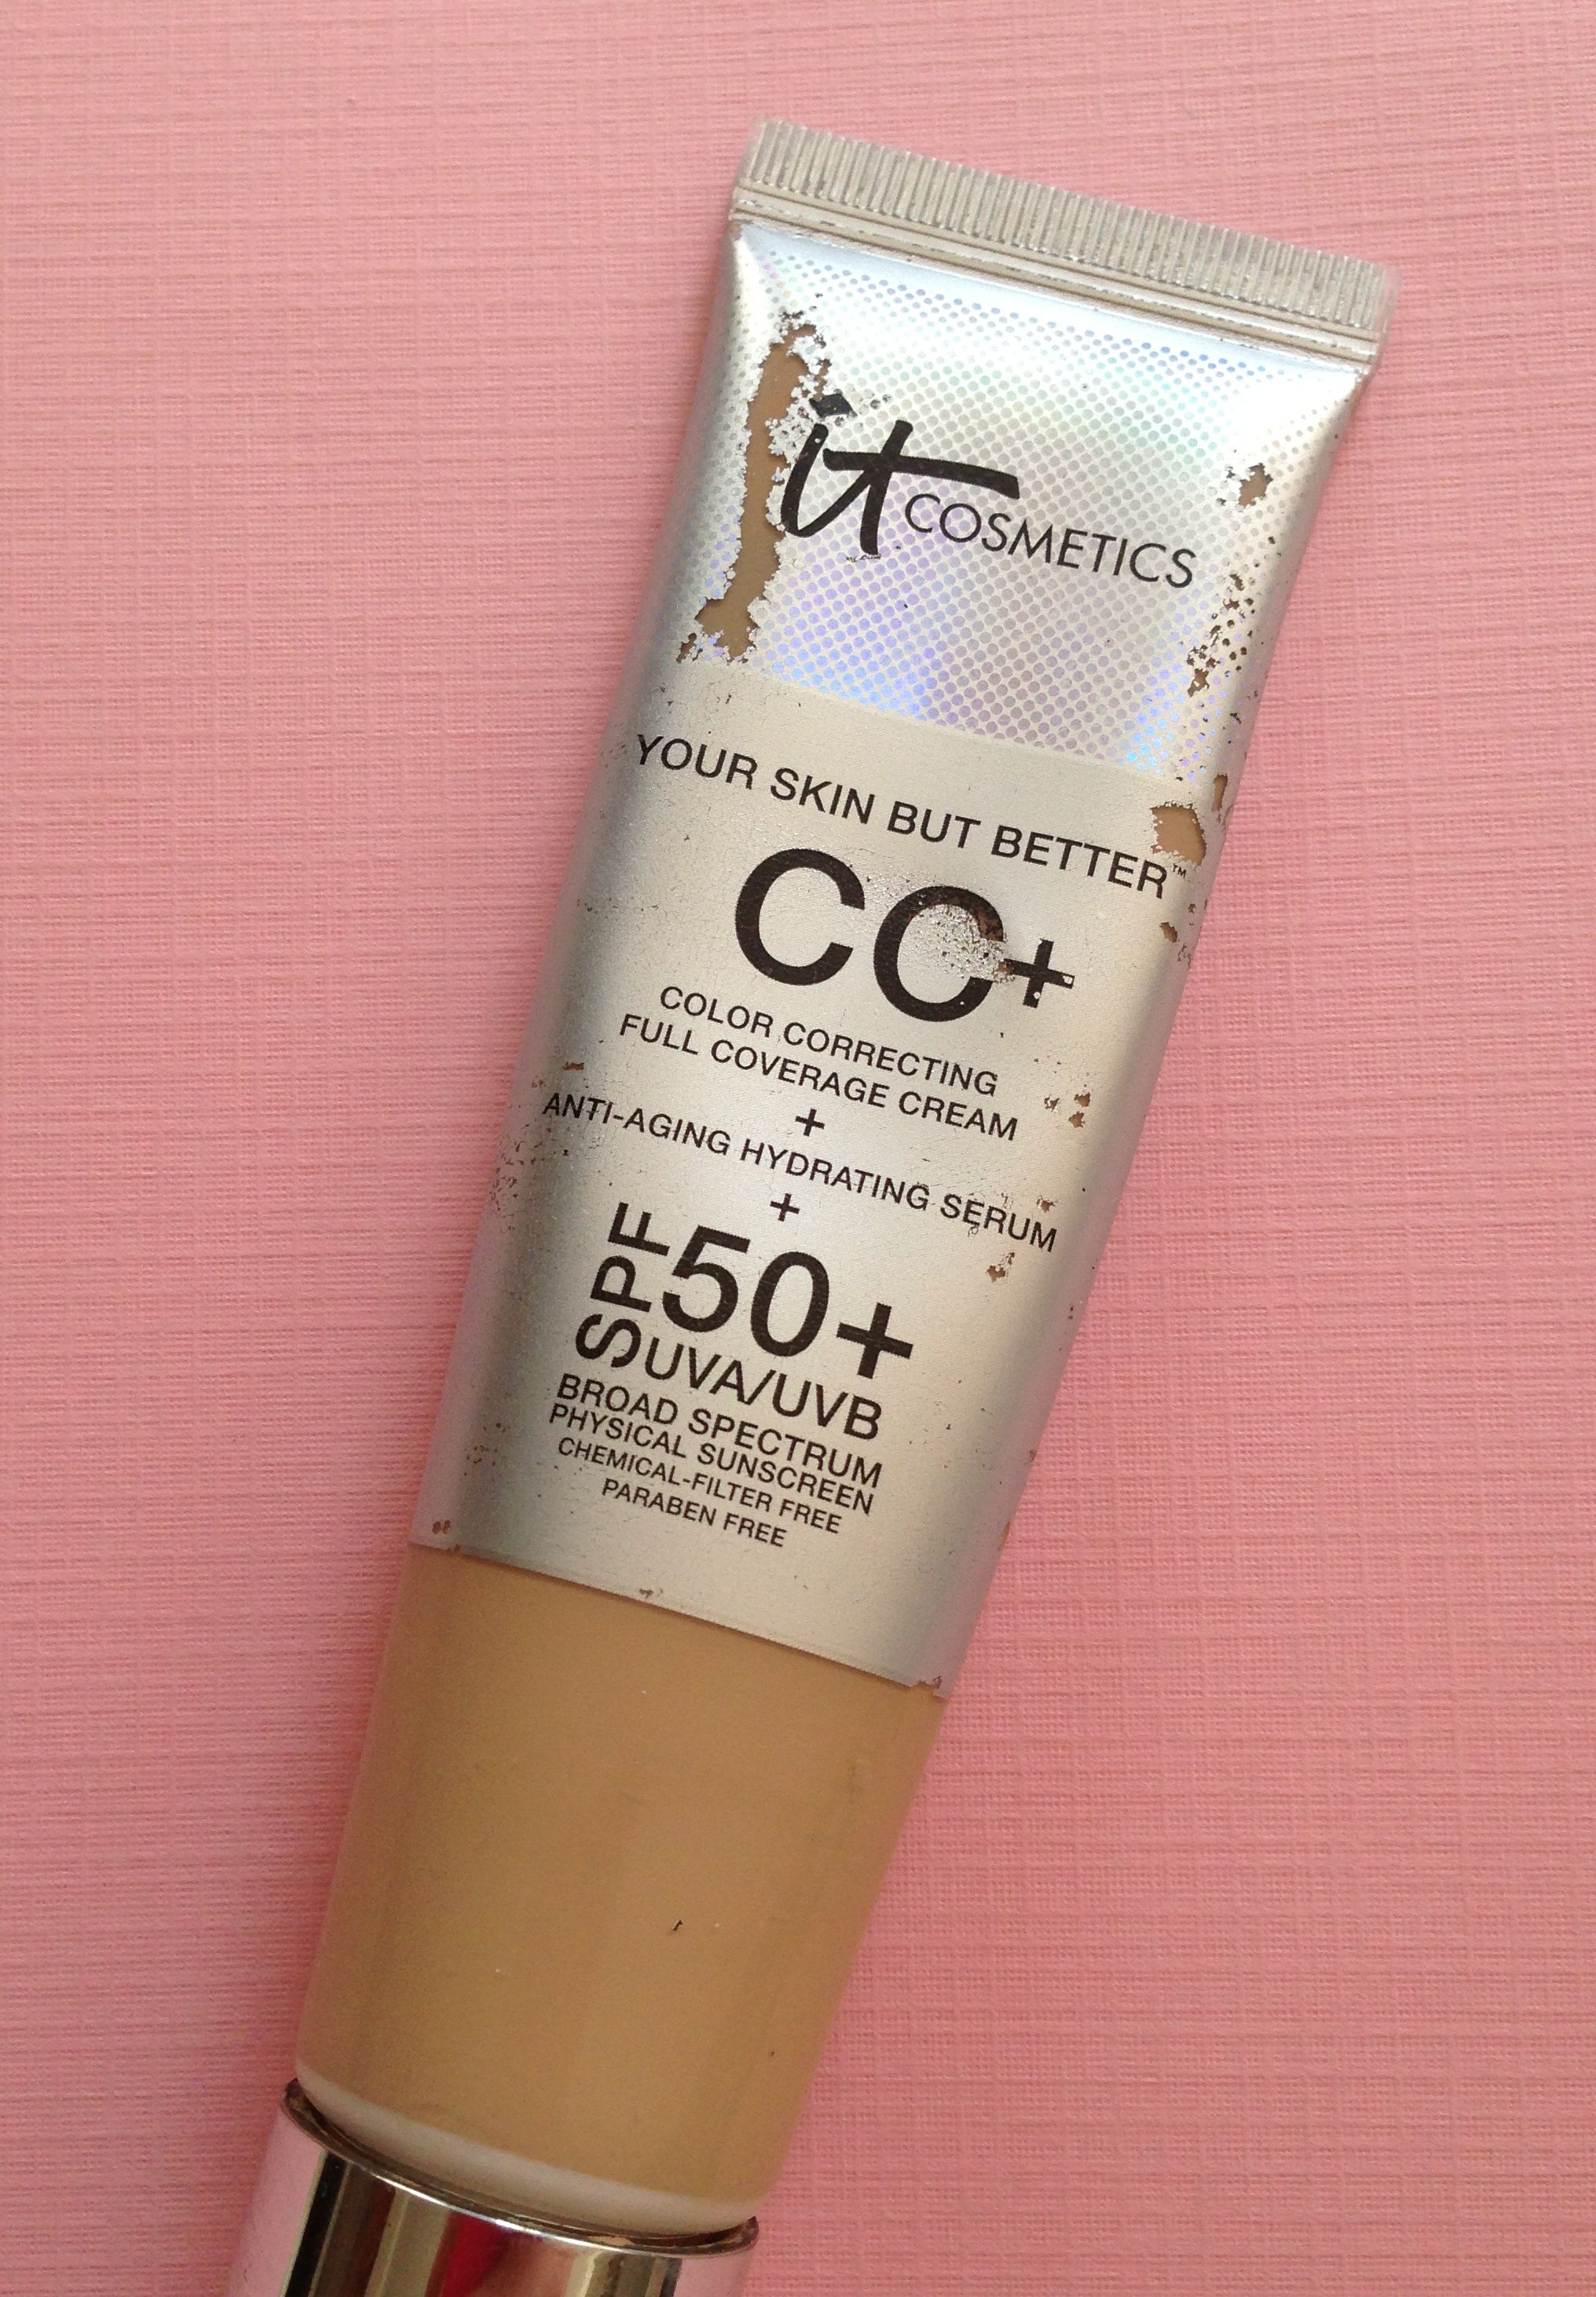 it COSMETICS
YOUR SKIN BUT BETTER™
CC+
COLOR CORRECTING
FULL COVERAGE CREAM
+
ANTI-AGING HYDRATING SERUM
+
SPF 50+
UVA/UVB
BROAD SPECTRUM
PHYSICAL SUNSCREEN
CHEMICAL-FILTER FREE
PARABEN FREE